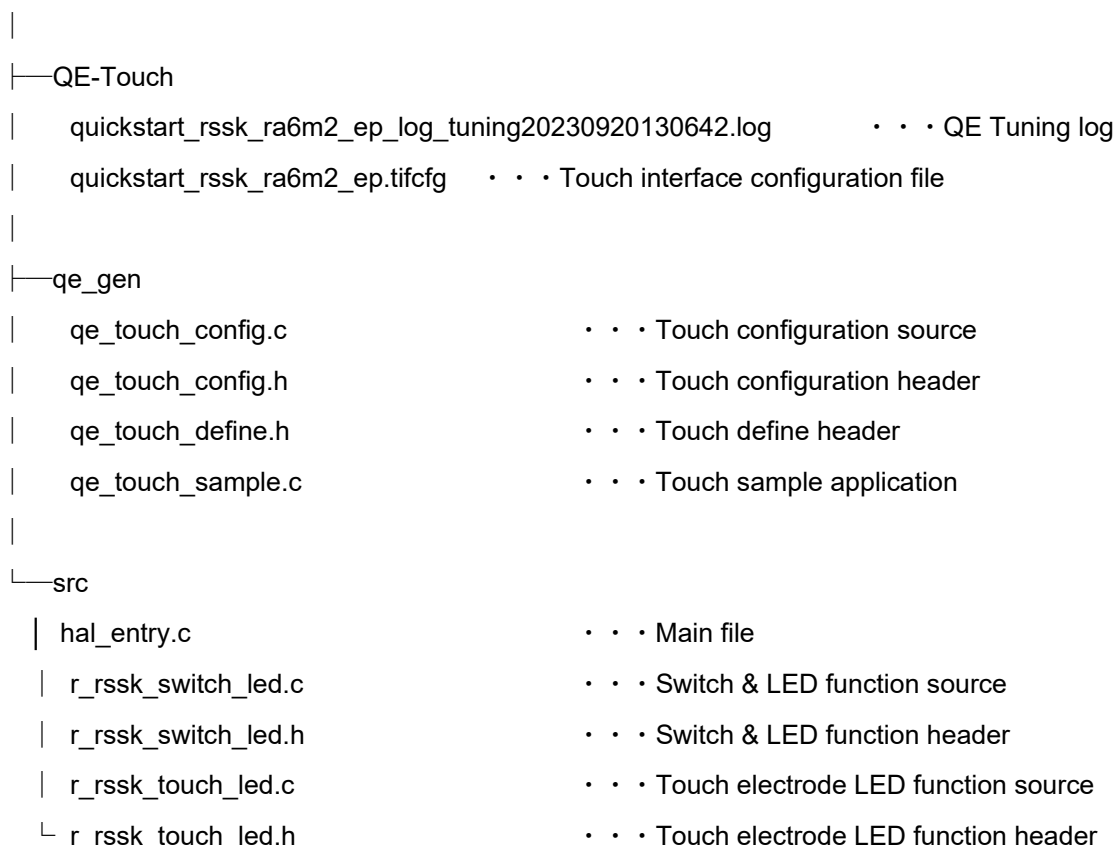 │
├──QE-Touch
│ quickstart_rssk_ra6m2_ep_log_tuning20230920130642.log ・・・QE Tuning log
│ quickstart_rssk_ra6m2_ep.tifcfg ・・・Touch interface configuration file
│
├──qe_gen
│ qe_touch_config.c ・・・Touch configuration source
│ qe_touch_config.h ・・・Touch configuration header
│ qe_touch_define.h ・・・Touch define header
│ qe_touch_sample.c ・・・Touch sample application
│
└──src
│ hal_entry.c ・・・Main file
│ r_rssk_switch_led.c ・・・Switch & LED function source
│ r_rssk_switch_led.h ・・・Switch & LED function header
│ r_rssk_touch_led.c ・・・Touch electrode LED function source
└ r_rssk_touch_led.h ・・・Touch electrode LED function header